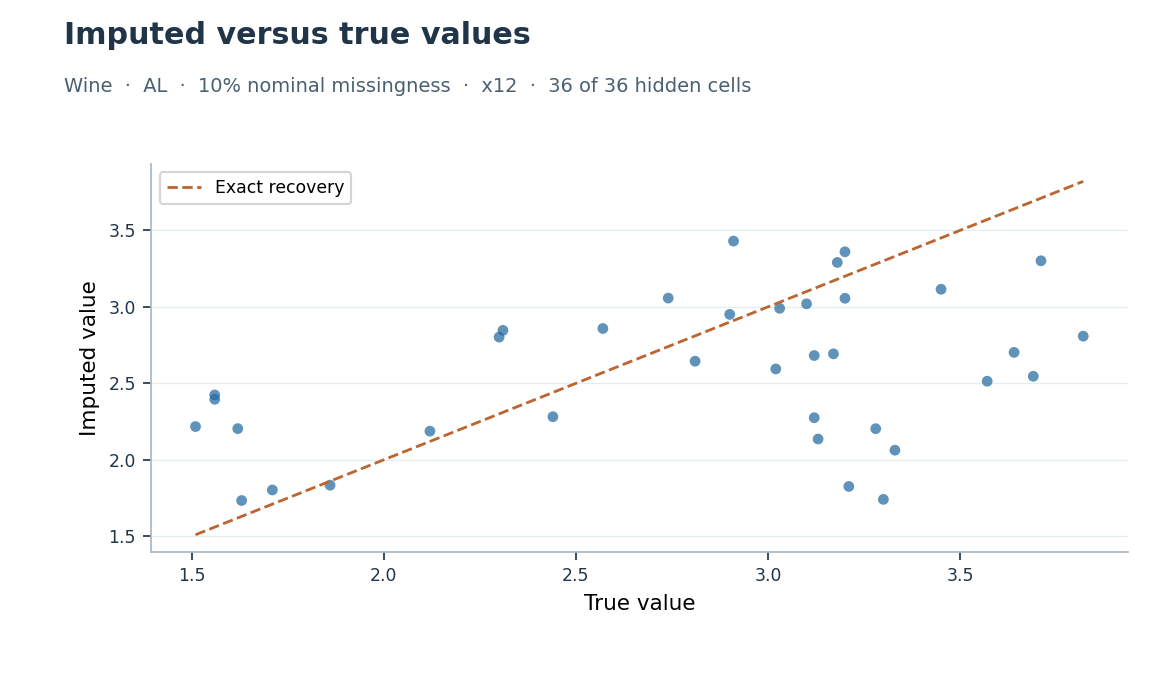 Imputed versus true values
Wine · AL · 10% nominal missingness · x12 · 36 of 36 hidden cells
Exact recovery
3.5
3.0
2.5
2.0
1.5
Imputed value
1.5 2.0 2.5 3.0 3.5
True value